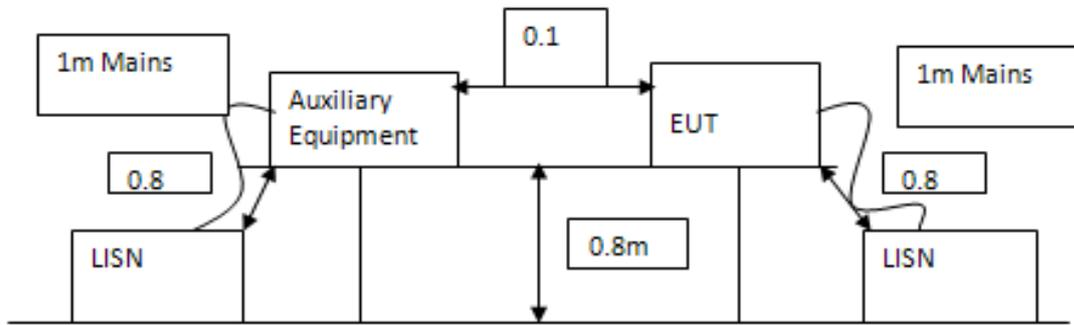 0.1
1m Mains
Auxiliary
Equipment
EUT
1m Mains
0.8
0.8
0.8m
LISN
LISN